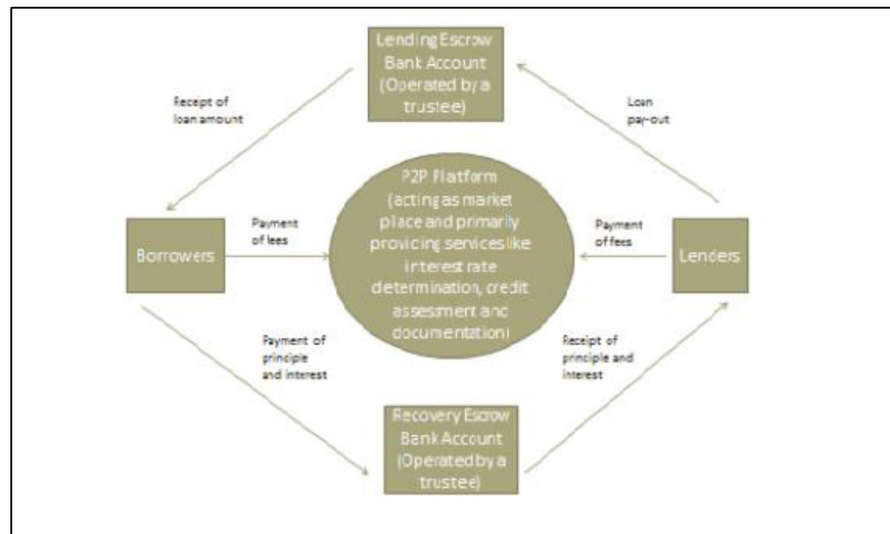 Lending Escrow
Bank Account
(Operated by a
trustee)
Receipt of
loan amount
Loan
pay-out
P2P Platform
(acting as market
place and primarily
providing services like
interest rate
determination, credit
assessment and
documentation)
Borrowers
Payment
of fees
Payment
of fees
Lenders
Payment of
principle
and interest
Receipt of
principle and
interest
Recovery Escrow
Bank Account
(Operated by a
trustee)